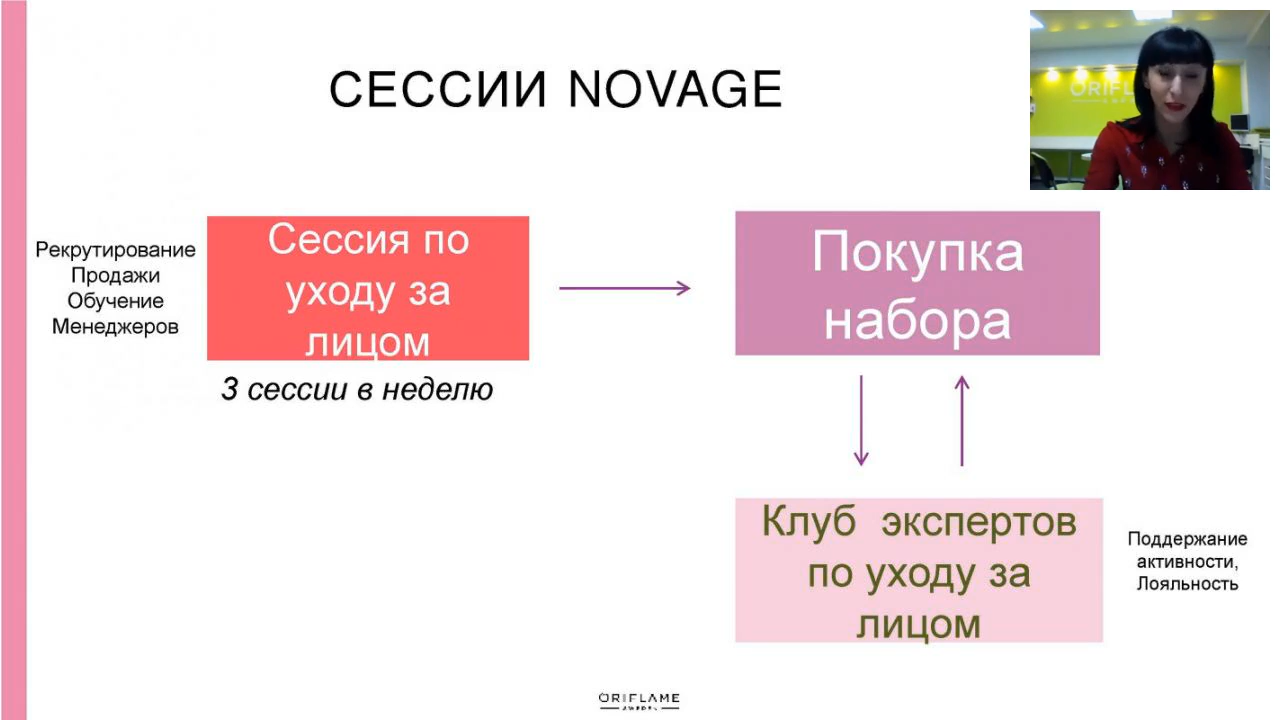 СЕССИИ NOVAGE
Рекрутирование
Продажи
Обучение
Менеджеров
Сессия по
уходу за
лицом
3 сессии в неделю
Покупка
набора
Клуб экспертов
по уходу за
лицом
Поддержание
активности,
Лояльность
ORIFLAME
SWEDEN